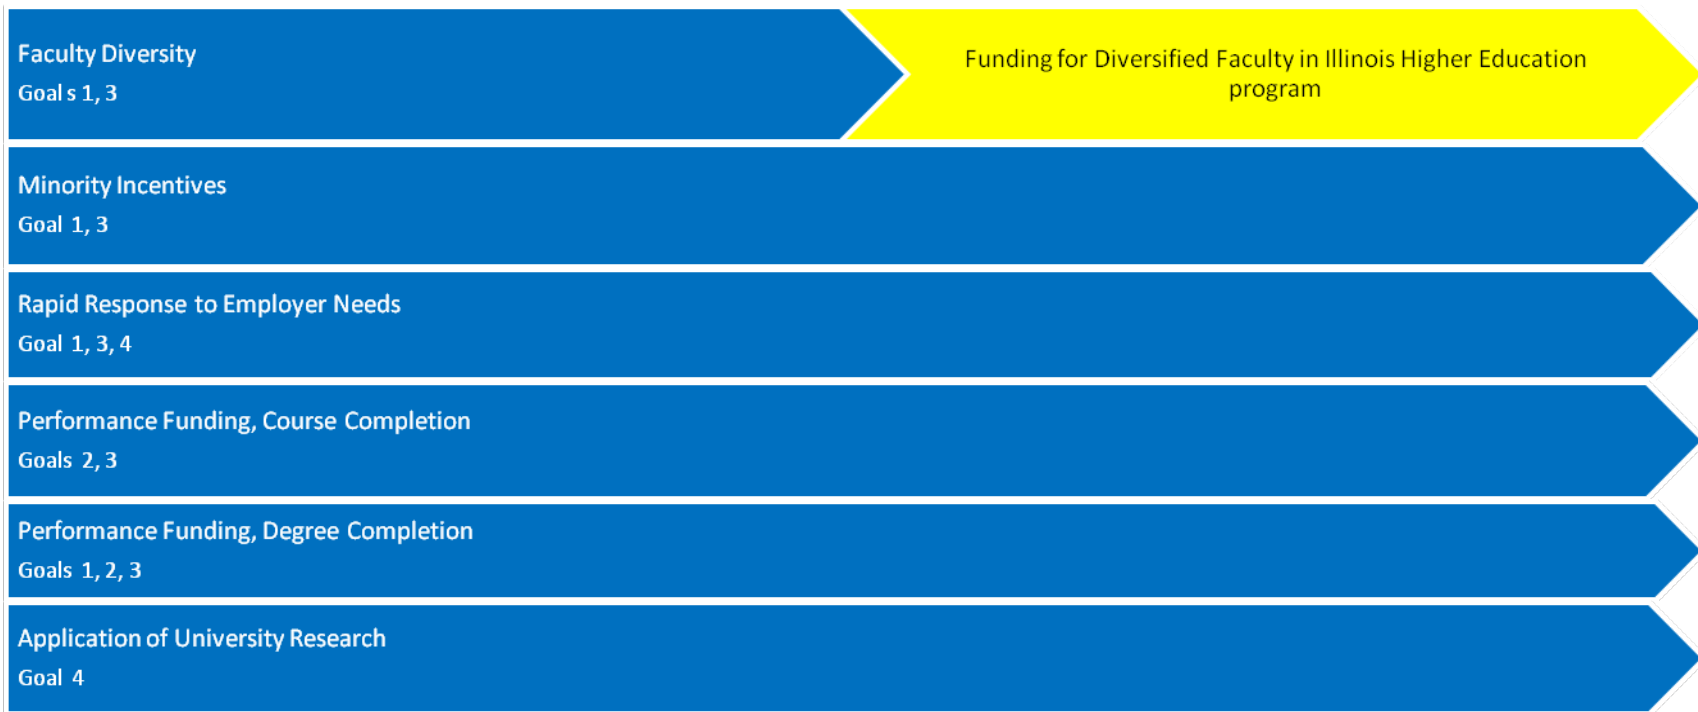 Faculty Diversity
Goals 1, 3
Funding for Diversified Faculty in Illinois Higher Education
program
Minority Incentives
Goal 1, 3
Rapid Response to Employer Needs
Goal 1, 3, 4
Performance Funding, Course Completion
Goals 2, 3
Performance Funding, Degree Completion
Goals 1, 2, 3
Application of University Research
Goal 4